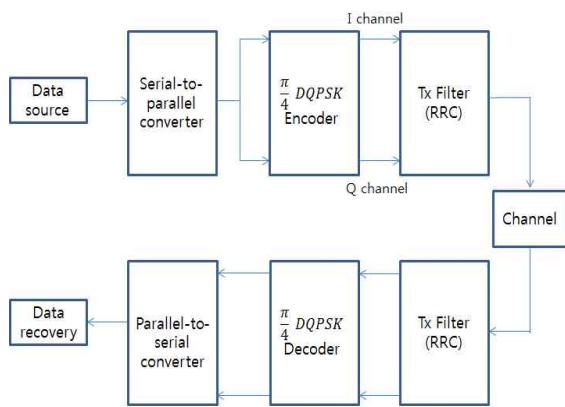 I channel
Data
source
Serial-to-
parallel
converter
π/4 DQPSK
Encoder
Tx Filter
(RRC)
Q channel
Channel
Data
recovery
Parallel-to-
serial
converter
π/4 DQPSK
Decoder
Tx Filter
(RRC)